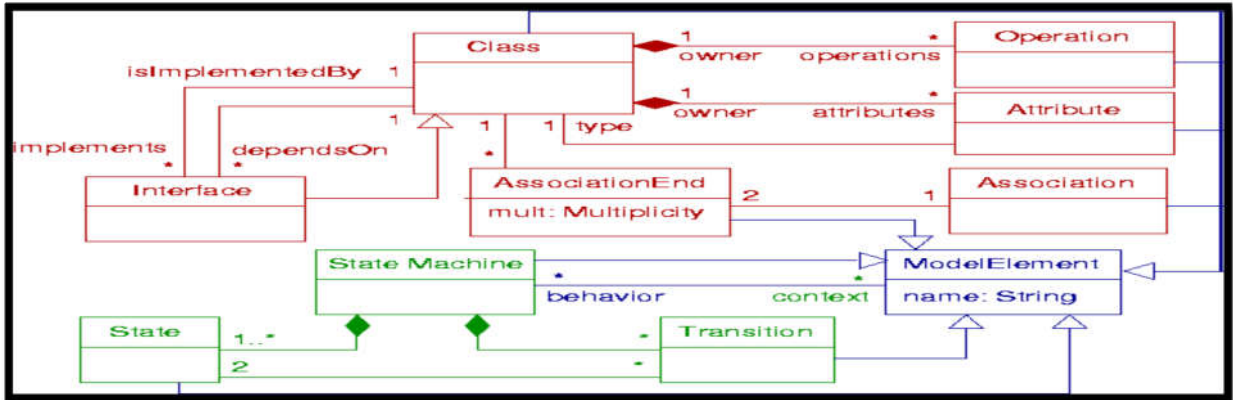 Class
1
owner
operations
*
Operation
isImplementedBy
1
1
owner
attributes
*
Attribute
1
1
1
type
implements
*
*
dependsOn
*
Interface
AssociationEnd
mult: Multiplicity
2
1
Association
State Machine
*
behavior
*
context
ModelElement
name: String
State
1..*
*
Transition
2
*